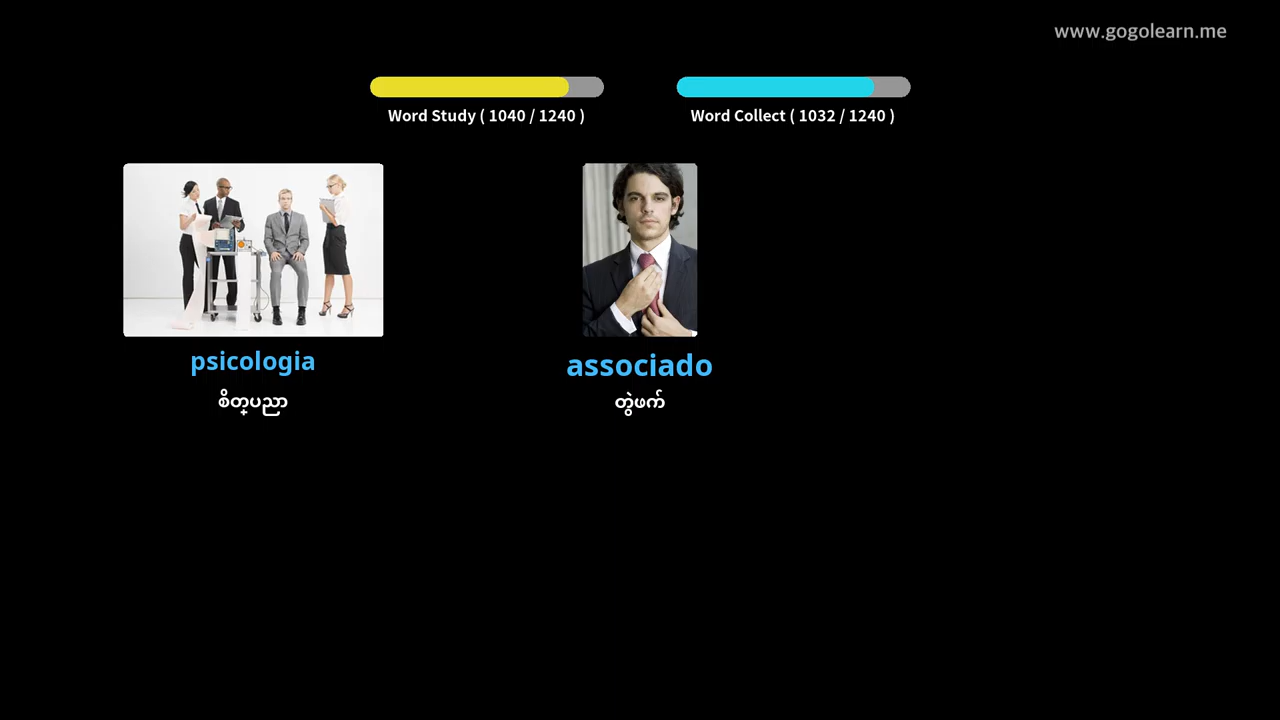 www.gogolearn.me
Word Study ( 1040 / 1240 )
Word Collect ( 1032 / 1240 )
psicologia
associado
စိတ္ပညာ
တွဲဖက်